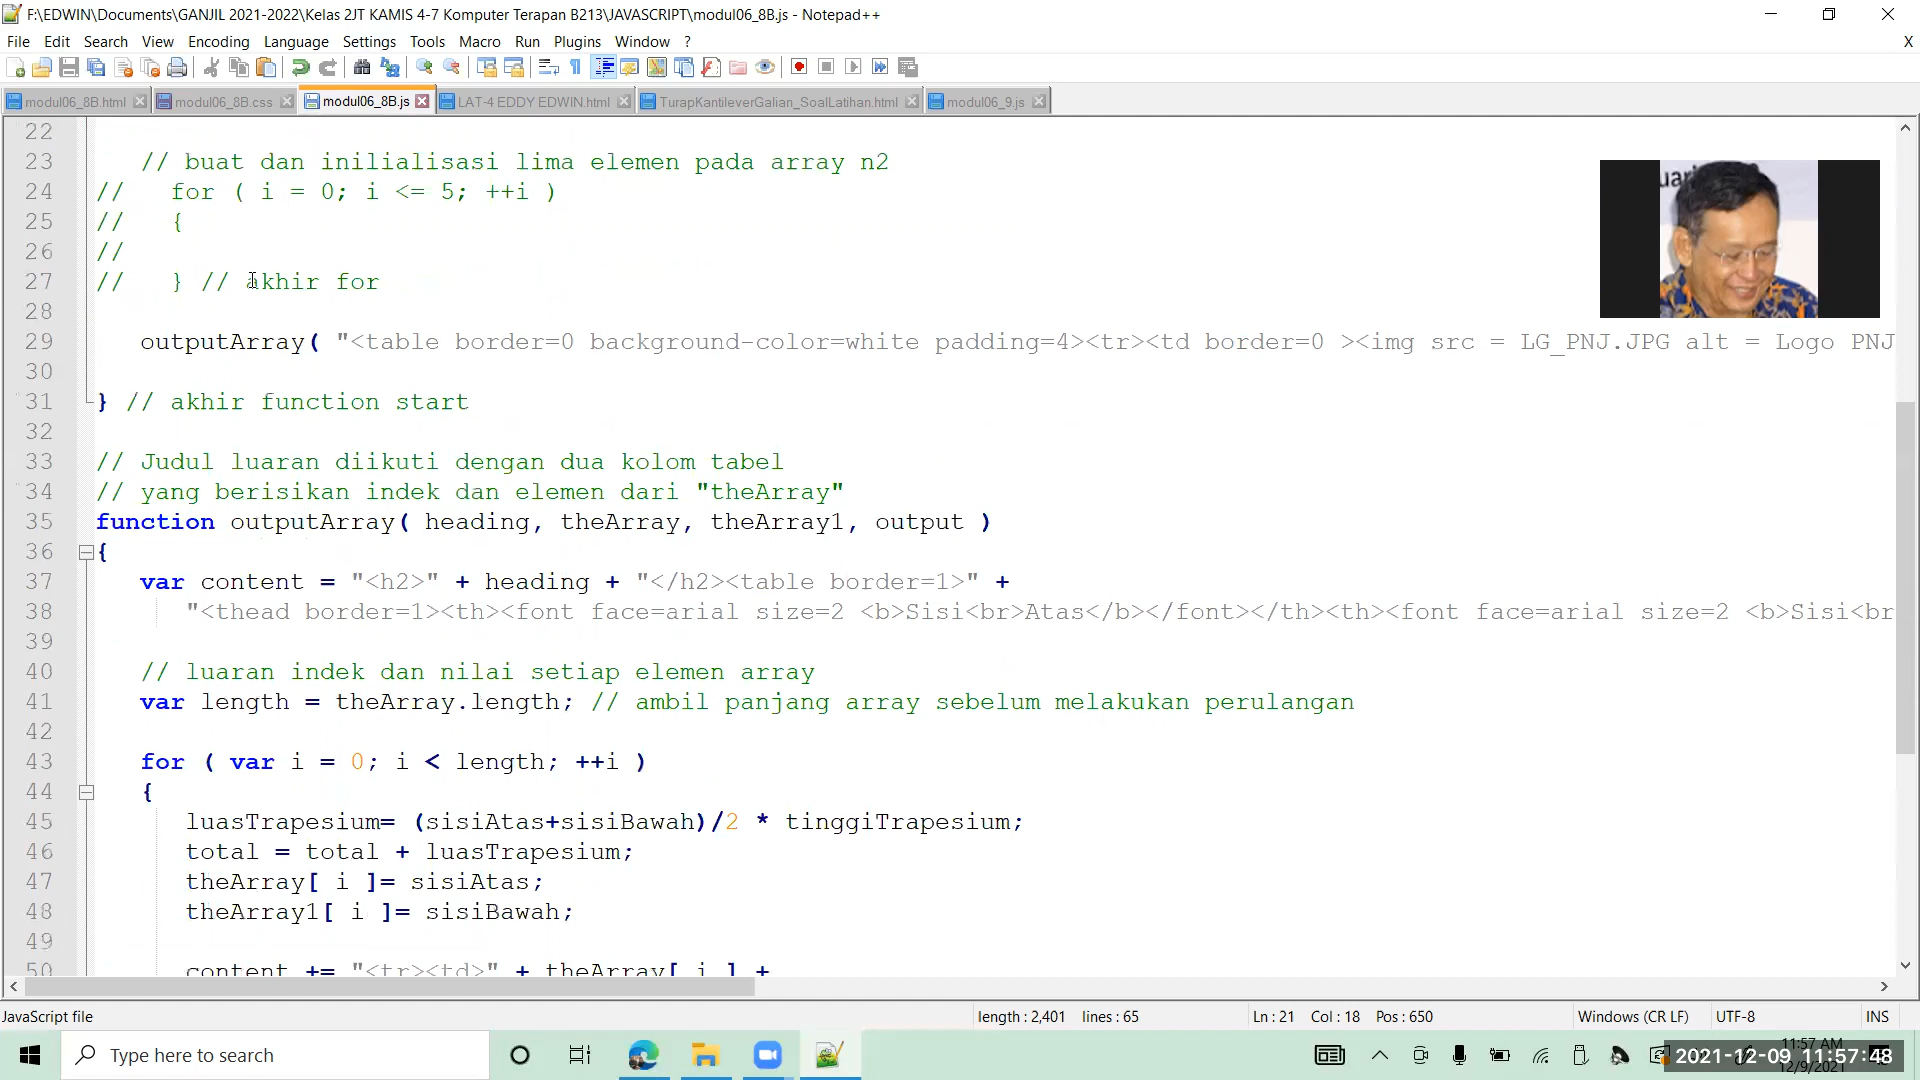 F:\EDWIN\Documents\GANJIL 2021-2022\Kelas 2JT KAMIS 4-7 Komputer Terapan B213\JAVASCRIPT\modul06_8B.js - Notepad++
File Edit Search View Encoding Language Settings Tools Macro Run Plugins Window ? X
modul06_8B.html modul06_8B.css modul06_8B.js LAT-4 EDDY EDWIN.html TurapKantileverGalian_SoalLatihan.html modul06_9.js
22
23 // buat dan inilialisasi lima elemen pada array n2
24 // for ( i = 0; i <= 5; ++i )
25 // {
26 //
27 // } // akhir for
28
29 outputArray( "<table border=0 background-color=white padding=4><tr><td border=0 ><img src = LG_PNJ.JPG alt = Logo PNJ
30
31 } // akhir function start
32
33 // Judul luaran diikuti dengan dua kolom tabel
34 // yang berisikan indek dan elemen dari "theArray"
35 function outputArray( heading, theArray, theArray1, output )
36 {
37 var content = "<h2>" + heading + "</h2><table border=1>" +
38 "<thead border=1><th><font face=arial size=2 <b>Sisi<br>Atas</b></font></th><th><font face=arial size=2 <b>Sisi<br
39
40 // luaran indek dan nilai setiap elemen array
41 var length = theArray.length; // ambil panjang array sebelum melakukan perulangan
42
43 for ( var i = 0; i < length; ++i )
44 {
45 luasTrapesium= (sisiAtas+sisiBawah)/2 * tinggiTrapesium;
46 total = total + luasTrapesium;
47 theArray[ i ]= sisiAtas;
48 theArray1[ i ]= sisiBawah;
49
50 content += "<tr><td>" + theArray[ i ] +
JavaScript file length : 2,401 lines : 65 Ln : 21 Col : 18 Pos : 650 Windows (CR LF) UTF-8 INS
Type here to search
11:57 AM
2021-12-09 11:57:48
12/9/2021